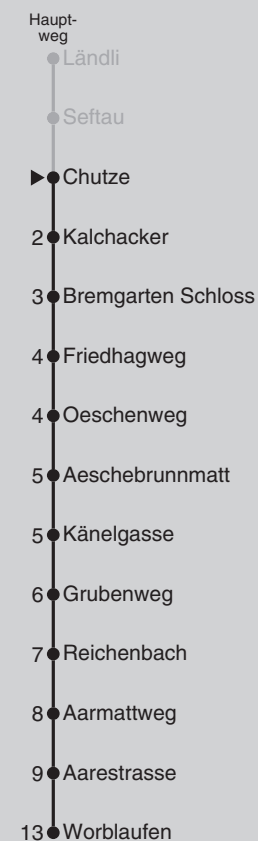 Haupt-
weg
Ländli
Seftau
Chutze
2 Kalchacker
3 Bremgarten Schloss
4 Friedhagweg
4 Oeschenweg
5 Aeschebrunnmatt
5 Känelgasse
6 Grubenweg
7 Reichenbach
8 Aarmattweg
9 Aarestrasse
13 Worblaufen